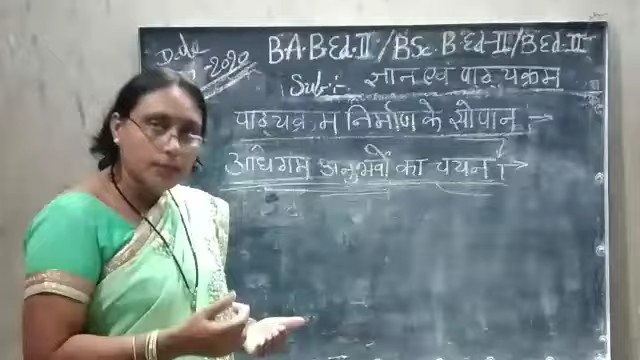 Date
-2020
B.A.B.Ed-II/BSc.B.Ed-II/B.Ed-II
Sub:- ज्ञान एवं पाठ्यक्रम
पाठ्यक्रम निर्माण के सोपान :→
अधिगम अनुभवों का चयन :→